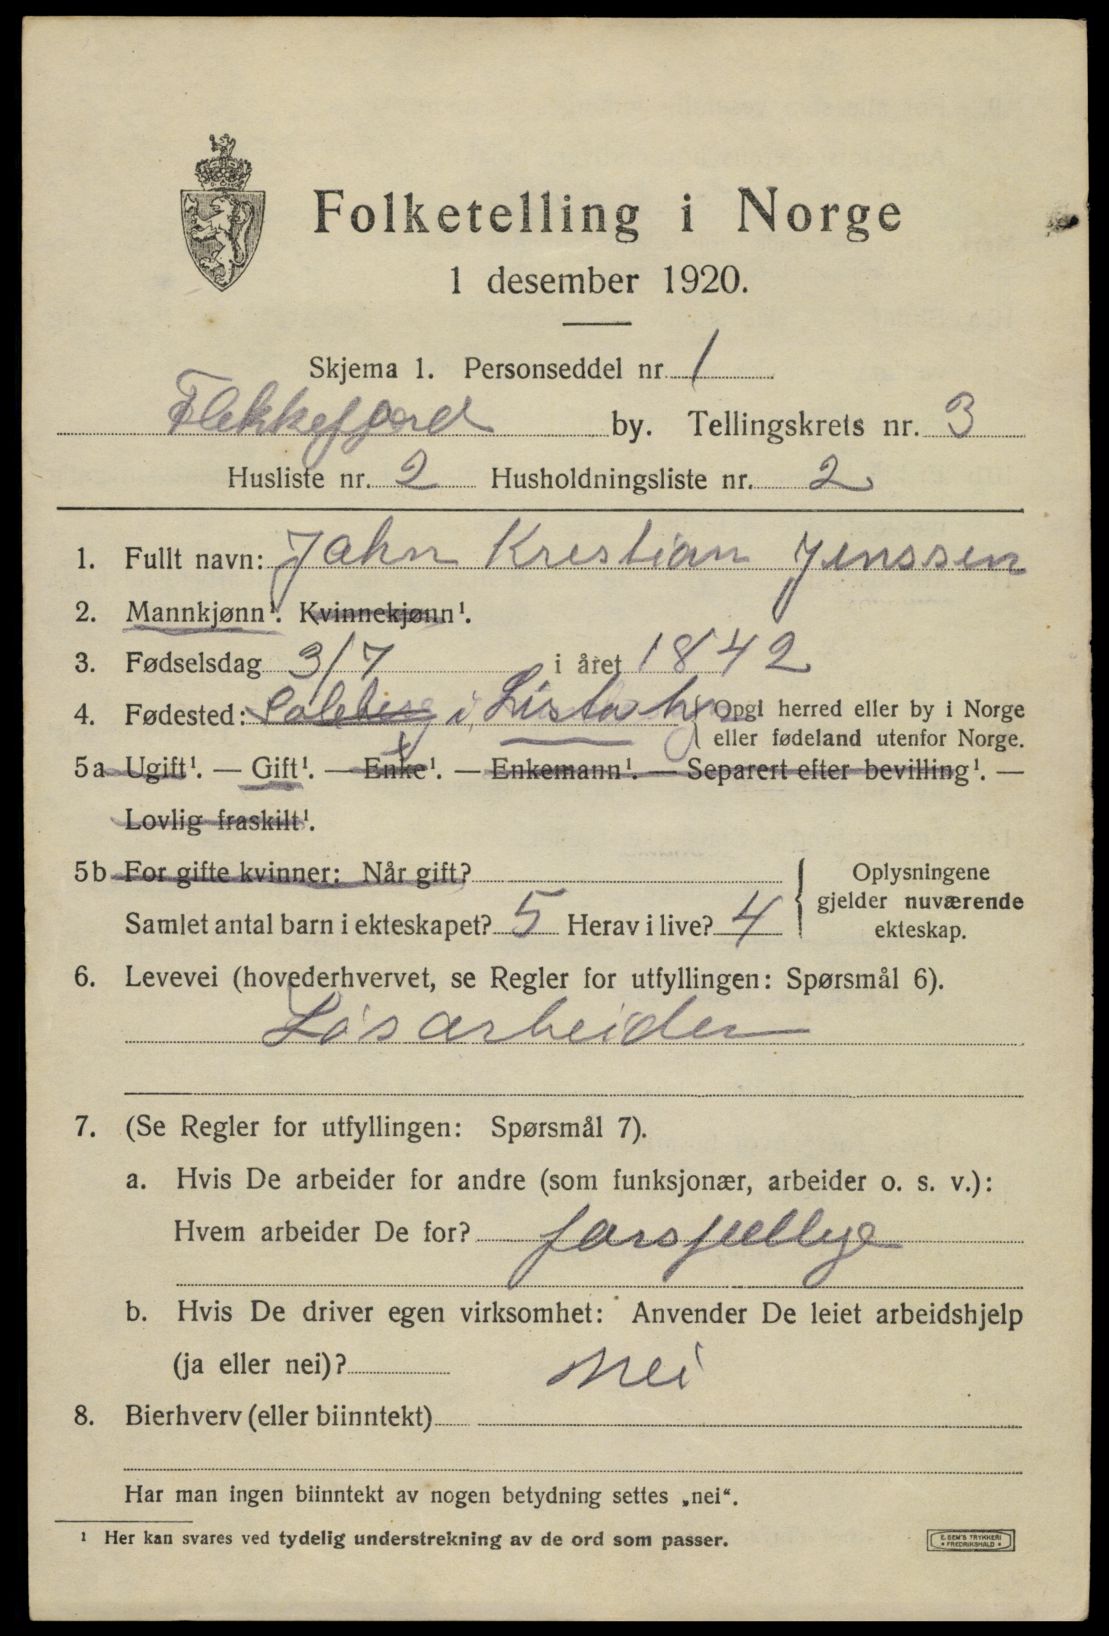 Folketelling i Norge
1 desember 1920.
Skjema 1. Personseddel nr. 1
Flekkefjord by. Tellingskrets nr. 3
Husliste nr. 2 Husholdningsliste nr. 2
1. Fullt navn: Jahn Krestian Jenssen
2. Mannkjønn¹. Kvinnekjønn¹.
3. Fødselsdag 3/7 i året 1842
4. Fødested: i Lista { Opgi herred eller by i Norge
eller fødeland utenfor Norge.
5a Ugift¹. — Gift¹. — Enke¹. — Enkemann¹. — Separert efter bevilling¹. —
Lovlig fraskilt¹.
5b For gifte kvinner: Når gift?
Samlet antal barn i ekteskapet? 5 Herav i live? 4
Oplysningene
gjelder nuværende
ekteskap.
6. Levevei (hovederhvervet, se Regler for utfyllingen: Spørsmål 6).
Løsarbeider
7. (Se Regler for utfyllingen: Spørsmål 7).
a. Hvis De arbeider for andre (som funksjonær, arbeider o. s. v.):
Hvem arbeider De for? forsjellige
b. Hvis De driver egen virksomhet: Anvender De leiet arbeidshjelp
(ja eller nei)? Nei
8. Bierhverv (eller biinntekt)
Har man ingen biinntekt av nogen betydning settes „nei“.
¹ Her kan svares ved tydelig understrekning av de ord som passer.
E. SEM'S TRYKKERI
FREDRIKSHALD